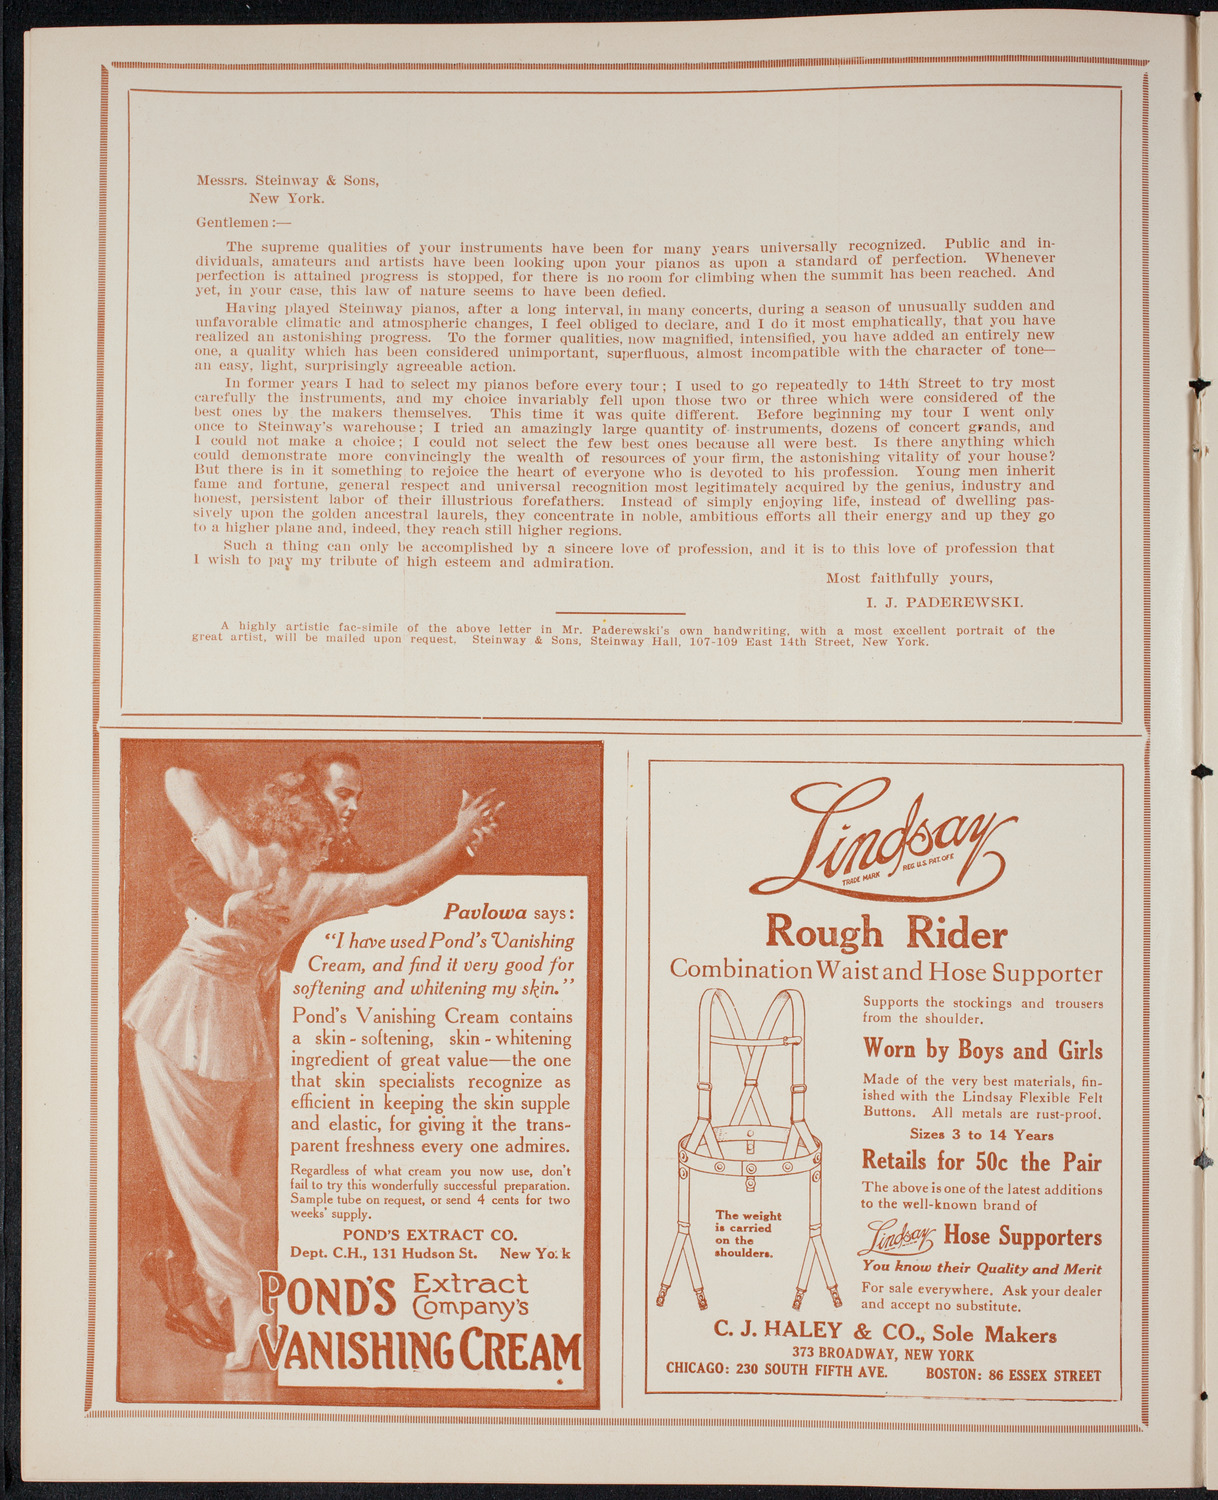 Messrs. Steinway & Sons,
New York.
Gentlemen:—
The supreme qualities of your instruments have been for many years universally recognized. Public and in-
dividuals, amateurs and artists have been looking upon your pianos as upon a standard of perfection. Whenever
perfection is attained progress is stopped, for there is no room for climbing when the summit has been reached. And
yet, in your case, this law of nature seems to have been defied.
Having played Steinway pianos, after a long interval, in many concerts, during a season of unusually sudden and
unfavorable climatic and atmospheric changes, I feel obliged to declare, and I do it most emphatically, that you have
realized an astonishing progress. To the former qualities, now magnified, intensified, you have added an entirely new
one, a quality which has been considered unimportant, superfluous, almost incompatible with the character of tone—
an easy, light, surprisingly agreeable action.
In former years I had to select my pianos before every tour; I used to go repeatedly to 14th Street to try most
carefully the instruments, and my choice invariably fell upon those two or three which were considered of the
best ones by the makers themselves. This time it was quite different. Before beginning my tour I went only
once to Steinway's warehouse; I tried an amazingly large quantity of instruments, dozens of concert grands, and
I could not make a choice; I could not select the few best ones because all were best. Is there anything which
could demonstrate more convincingly the wealth of resources of your firm, the astonishing vitality of your house?
But there is in it something to rejoice the heart of everyone who is devoted to his profession. Young men inherit
fame and fortune, general respect and universal recognition most legitimately acquired by the genius, industry and
honest, persistent labor of their illustrious forefathers. Instead of simply enjoying life, instead of dwelling pas-
sively upon the golden ancestral laurels, they concentrate in noble, ambitious efforts all their energy and up they go
to a higher plane and, indeed, they reach still higher regions.
Such a thing can only be accomplished by a sincere love of profession, and it is to this love of profession that
I wish to pay my tribute of high esteem and admiration.
Most faithfully yours,
I. J. PADEREWSKI.
A highly artistic fac-simile of the above letter in Mr. Paderewski's own handwriting, with a most excellent portrait of the
great artist, will be mailed upon request. Steinway & Sons, Steinway Hall, 107-109 East 14th Street, New York.
Pavlowa says:
"I have used Pond's Vanishing
Cream, and find it very good for
softening and whitening my skin."
Pond's Vanishing Cream contains
a skin-softening, skin-whitening
ingredient of great value—the one
that skin specialists recognize as
efficient in keeping the skin supple
and elastic, for giving it the trans-
parent freshness every one admires.
Regardless of what cream you now use, don't
fail to try this wonderfully successful preparation.
Sample tube on request, or send 4 cents for two
weeks' supply.
POND'S EXTRACT CO.
Dept. C.H., 131 Hudson St. New York
POND'S Extract
Company's
VANISHING CREAM
Lindsay
TRADE MARK REG. U.S. PAT. OFF.
Rough Rider
Combination Waist and Hose Supporter
Supports the stockings and trousers
from the shoulder.
Worn by Boys and Girls
Made of the very best materials, fin-
ished with the Lindsay Flexible Felt
Buttons. All metals are rust-proof.
Sizes 3 to 14 Years
Retails for 50c the Pair
The above is one of the latest additions
to the well-known brand of
Lindsay Hose Supporters
You know their Quality and Merit
For sale everywhere. Ask your dealer
and accept no substitute.
The weight
is carried
on the
shoulders.
C. J. HALEY & CO., Sole Makers
373 BROADWAY, NEW YORK
CHICAGO: 230 SOUTH FIFTH AVE. BOSTON: 86 ESSEX STREET